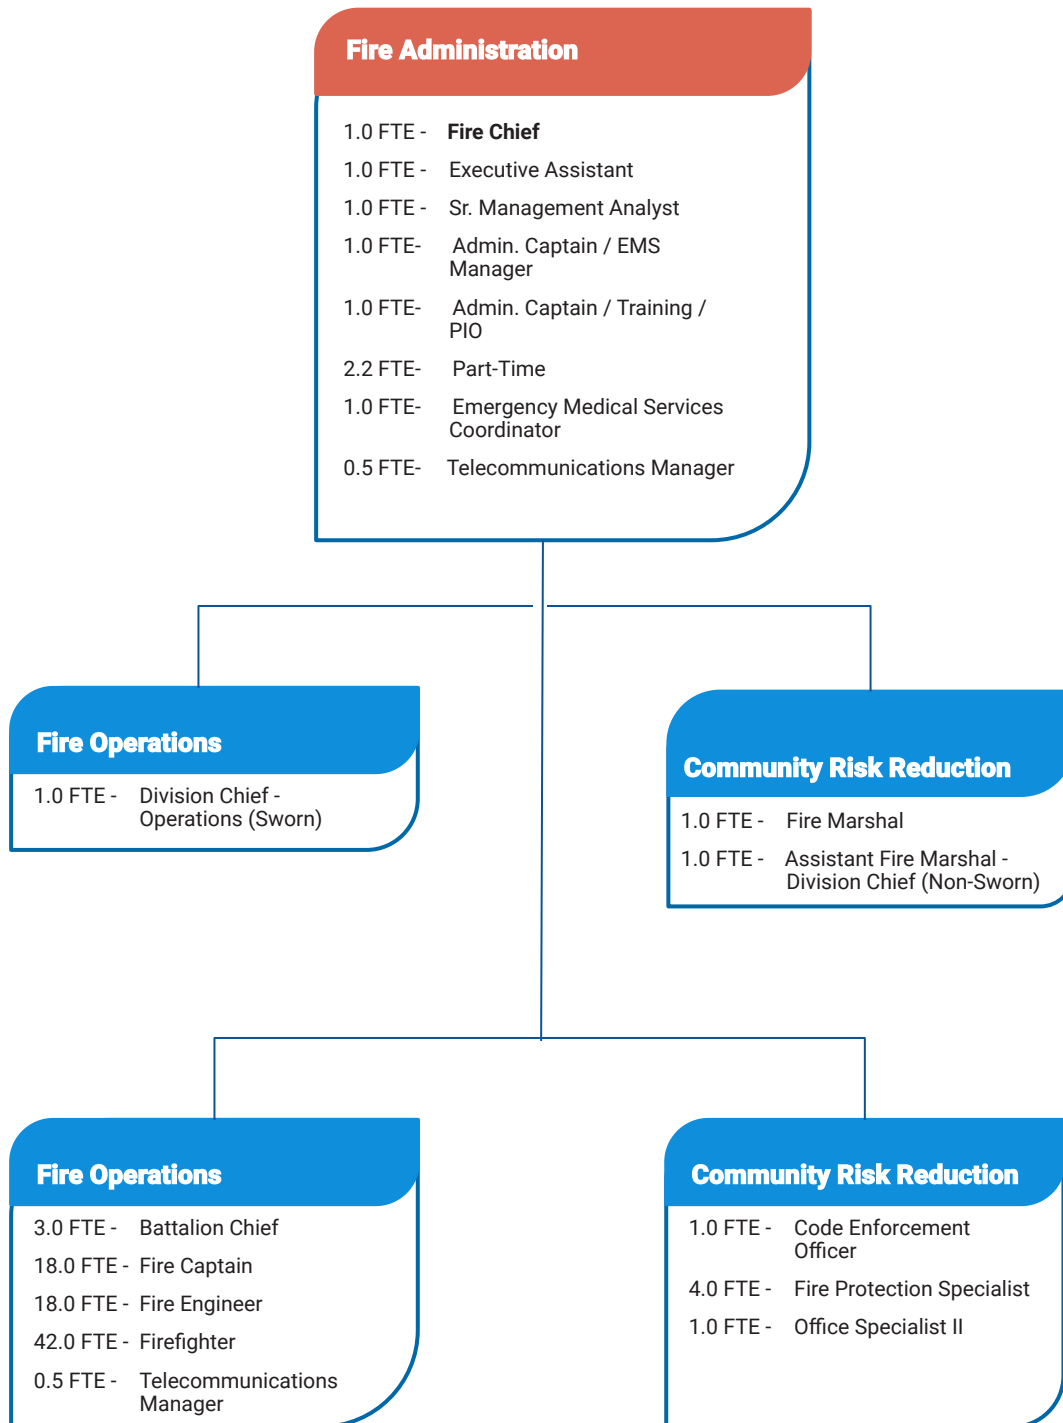 Fire Administration
1.0 FTE - Fire Chief
1.0 FTE - Executive Assistant
1.0 FTE - Sr. Management Analyst
1.0 FTE- Admin. Captain / EMS
Manager
1.0 FTE- Admin. Captain / Training /
PIO
2.2 FTE- Part-Time
1.0 FTE- Emergency Medical Services
Coordinator
0.5 FTE- Telecommunications Manager
Fire Operations
1.0 FTE - Division Chief -
Operations (Sworn)
Community Risk Reduction
1.0 FTE - Fire Marshal
1.0 FTE - Assistant Fire Marshal -
Division Chief (Non-Sworn)
Fire Operations
3.0 FTE - Battalion Chief
18.0 FTE - Fire Captain
18.0 FTE - Fire Engineer
42.0 FTE - Firefighter
0.5 FTE - Telecommunications
Manager
Community Risk Reduction
1.0 FTE - Code Enforcement
Officer
4.0 FTE - Fire Protection Specialist
1.0 FTE - Office Specialist II